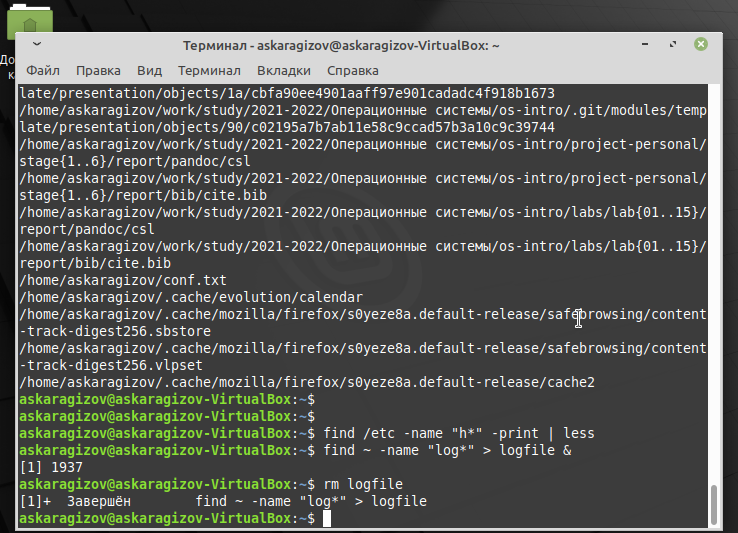 До
к
Терминал - askaragizov@askaragizov-VirtualBox: ~
Файл Правка Вид Терминал Вкладки Справка
late/presentation/objects/1a/cbfa90ee4901aaff97e901cadadc4f918b1673
/home/askaragizov/work/study/2021-2022/Операционные системы/os-intro/.git/modules/temp
late/presentation/objects/90/c02195a7b7ab11e58c9ccad57b3a10c9c39744
/home/askaragizov/work/study/2021-2022/Операционные системы/os-intro/project-personal/
stage{1..6}/report/pandoc/csl
/home/askaragizov/work/study/2021-2022/Операционные системы/os-intro/project-personal/
stage{1..6}/report/bib/cite.bib
/home/askaragizov/work/study/2021-2022/Операционные системы/os-intro/labs/lab{01..15}/
report/pandoc/csl
/home/askaragizov/work/study/2021-2022/Операционные системы/os-intro/labs/lab{01..15}/
report/bib/cite.bib
/home/askaragizov/conf.txt
/home/askaragizov/.cache/evolution/calendar
/home/askaragizov/.cache/mozilla/firefox/s0yeze8a.default-release/safebrowsing/content
-track-digest256.sbstore
/home/askaragizov/.cache/mozilla/firefox/s0yeze8a.default-release/safebrowsing/content
-track-digest256.vlpset
/home/askaragizov/.cache/mozilla/firefox/s0yeze8a.default-release/cache2
askaragizov@askaragizov-VirtualBox:~$
askaragizov@askaragizov-VirtualBox:~$
askaragizov@askaragizov-VirtualBox:~$ find /etc -name "h*" -print | less
askaragizov@askaragizov-VirtualBox:~$ find ~ -name "log*" > logfile &
[1] 1937
askaragizov@askaragizov-VirtualBox:~$ rm logfile
[1]+  Завершён        find ~ -name "log*" > logfile
askaragizov@askaragizov-VirtualBox:~$